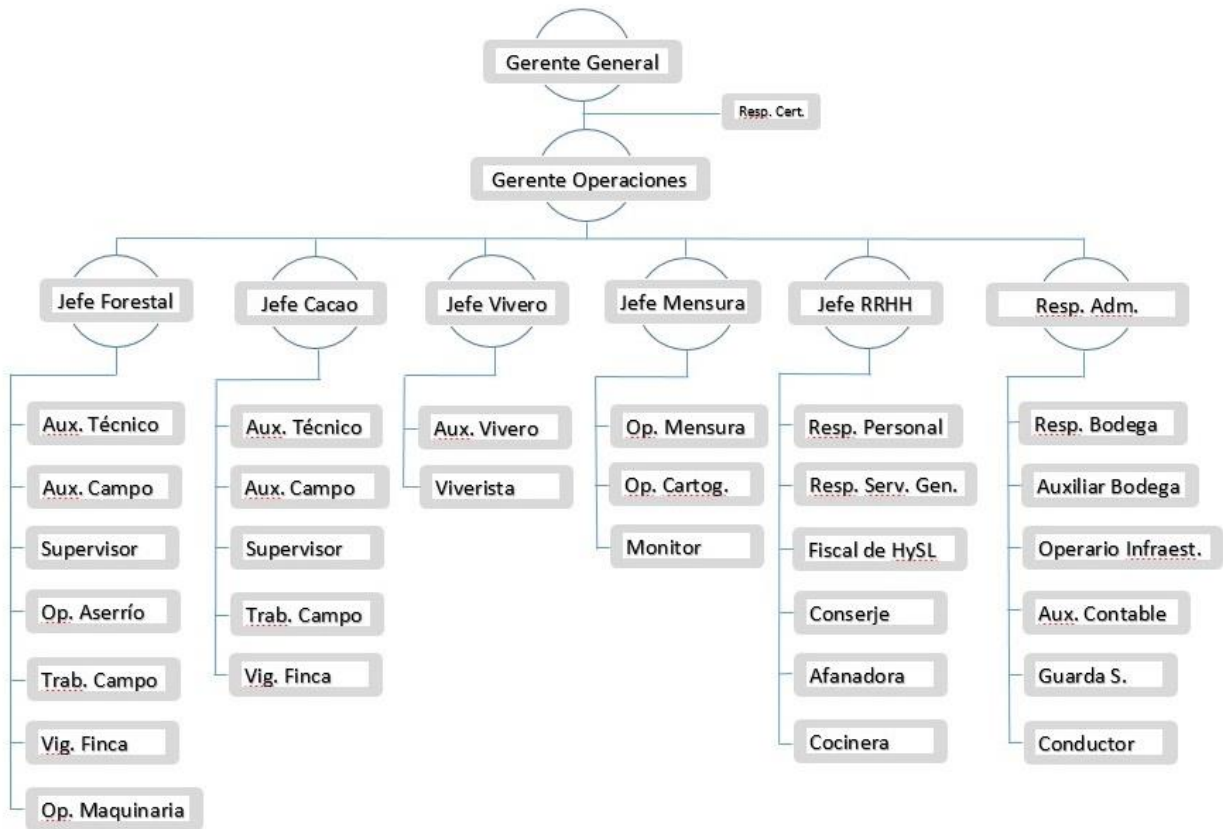 Gerente General
Resp. Cert.
Gerente Operaciones
Jefe Forestal
Jefe Cacao
Jefe Vivero
Jefe Mensura
Jefe RRHH
Resp. Adm.
Aux. Técnico
Aux. Campo
Supervisor
Op. Aserrío
Trab. Campo
Vig. Finca
Op. Maquinaria
Aux. Técnico
Aux. Campo
Supervisor
Trab. Campo
Vig. Finca
Aux. Vivero
Viverista
Op. Mensura
Op. Cartog.
Monitor
Resp. Personal
Resp. Serv. Gen.
Fiscal de HySL
Conserje
Afanadora
Cocinera
Resp. Bodega
Auxiliar Bodega
Operario Infraest.
Aux. Contable
Guarda S.
Conductor